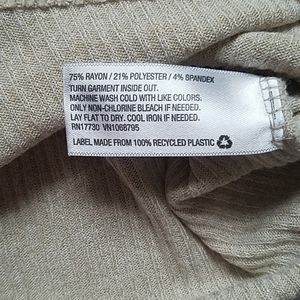 75% RAYON / 21% POLYESTER / 4% SPANDEX
TURN GARMENT INSIDE OUT.
MACHINE WASH COLD WITH LIKE COLORS.
ONLY NON-CHLORINE BLEACH IF NEEDED.
LAY FLAT TO DRY. COOL IRON IF NEEDED.
RN17730 VN1068795
LABEL MADE FROM 100% RECYCLED PLASTIC